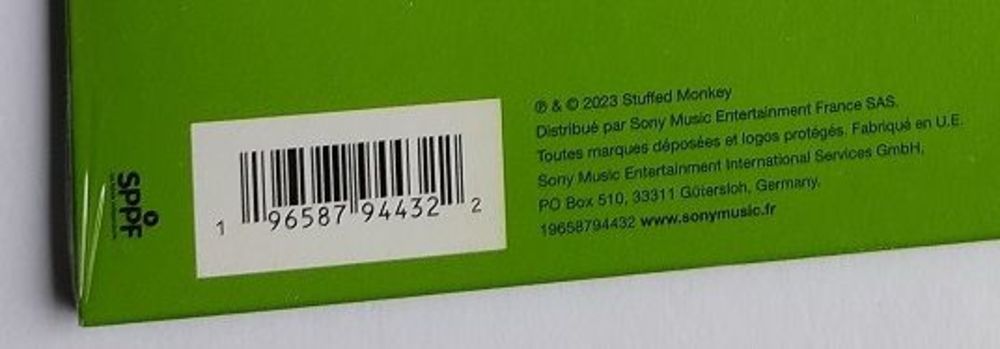 ℗ & © 2023 Stuffed Monkey
Distribué par Sony Music Entertainment France SAS.
Toutes marques déposées et logos protégés. Fabriqué en U.E.
Sony Music Entertainment International Services GmbH,
PO Box 510, 33311 Gütersloh, Germany.
19658794432 www.sonymusic.fr
1 96587 94432 2
SPPF